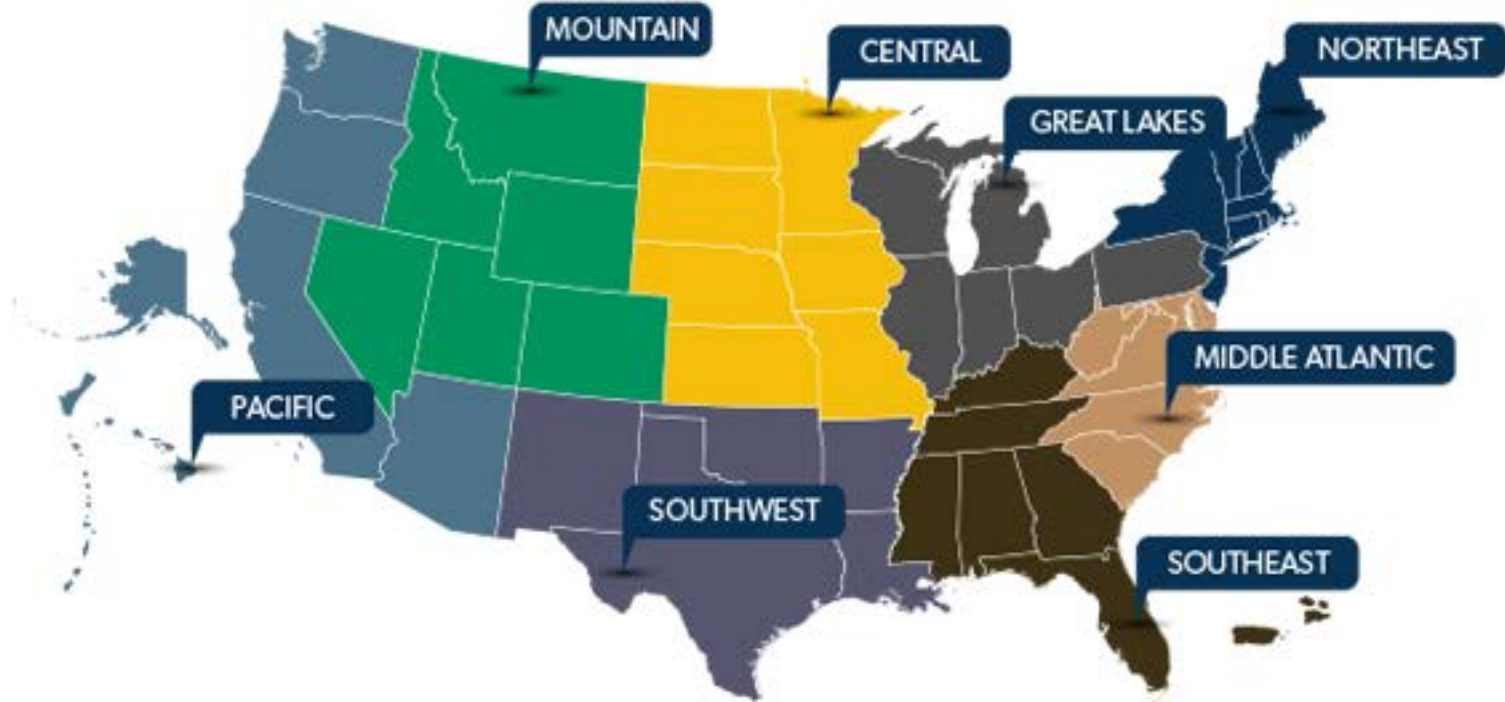 MOUNTAIN
CENTRAL
NORTHEAST
GREAT LAKES
MIDDLE ATLANTIC
PACIFIC
SOUTHWEST
SOUTHEAST